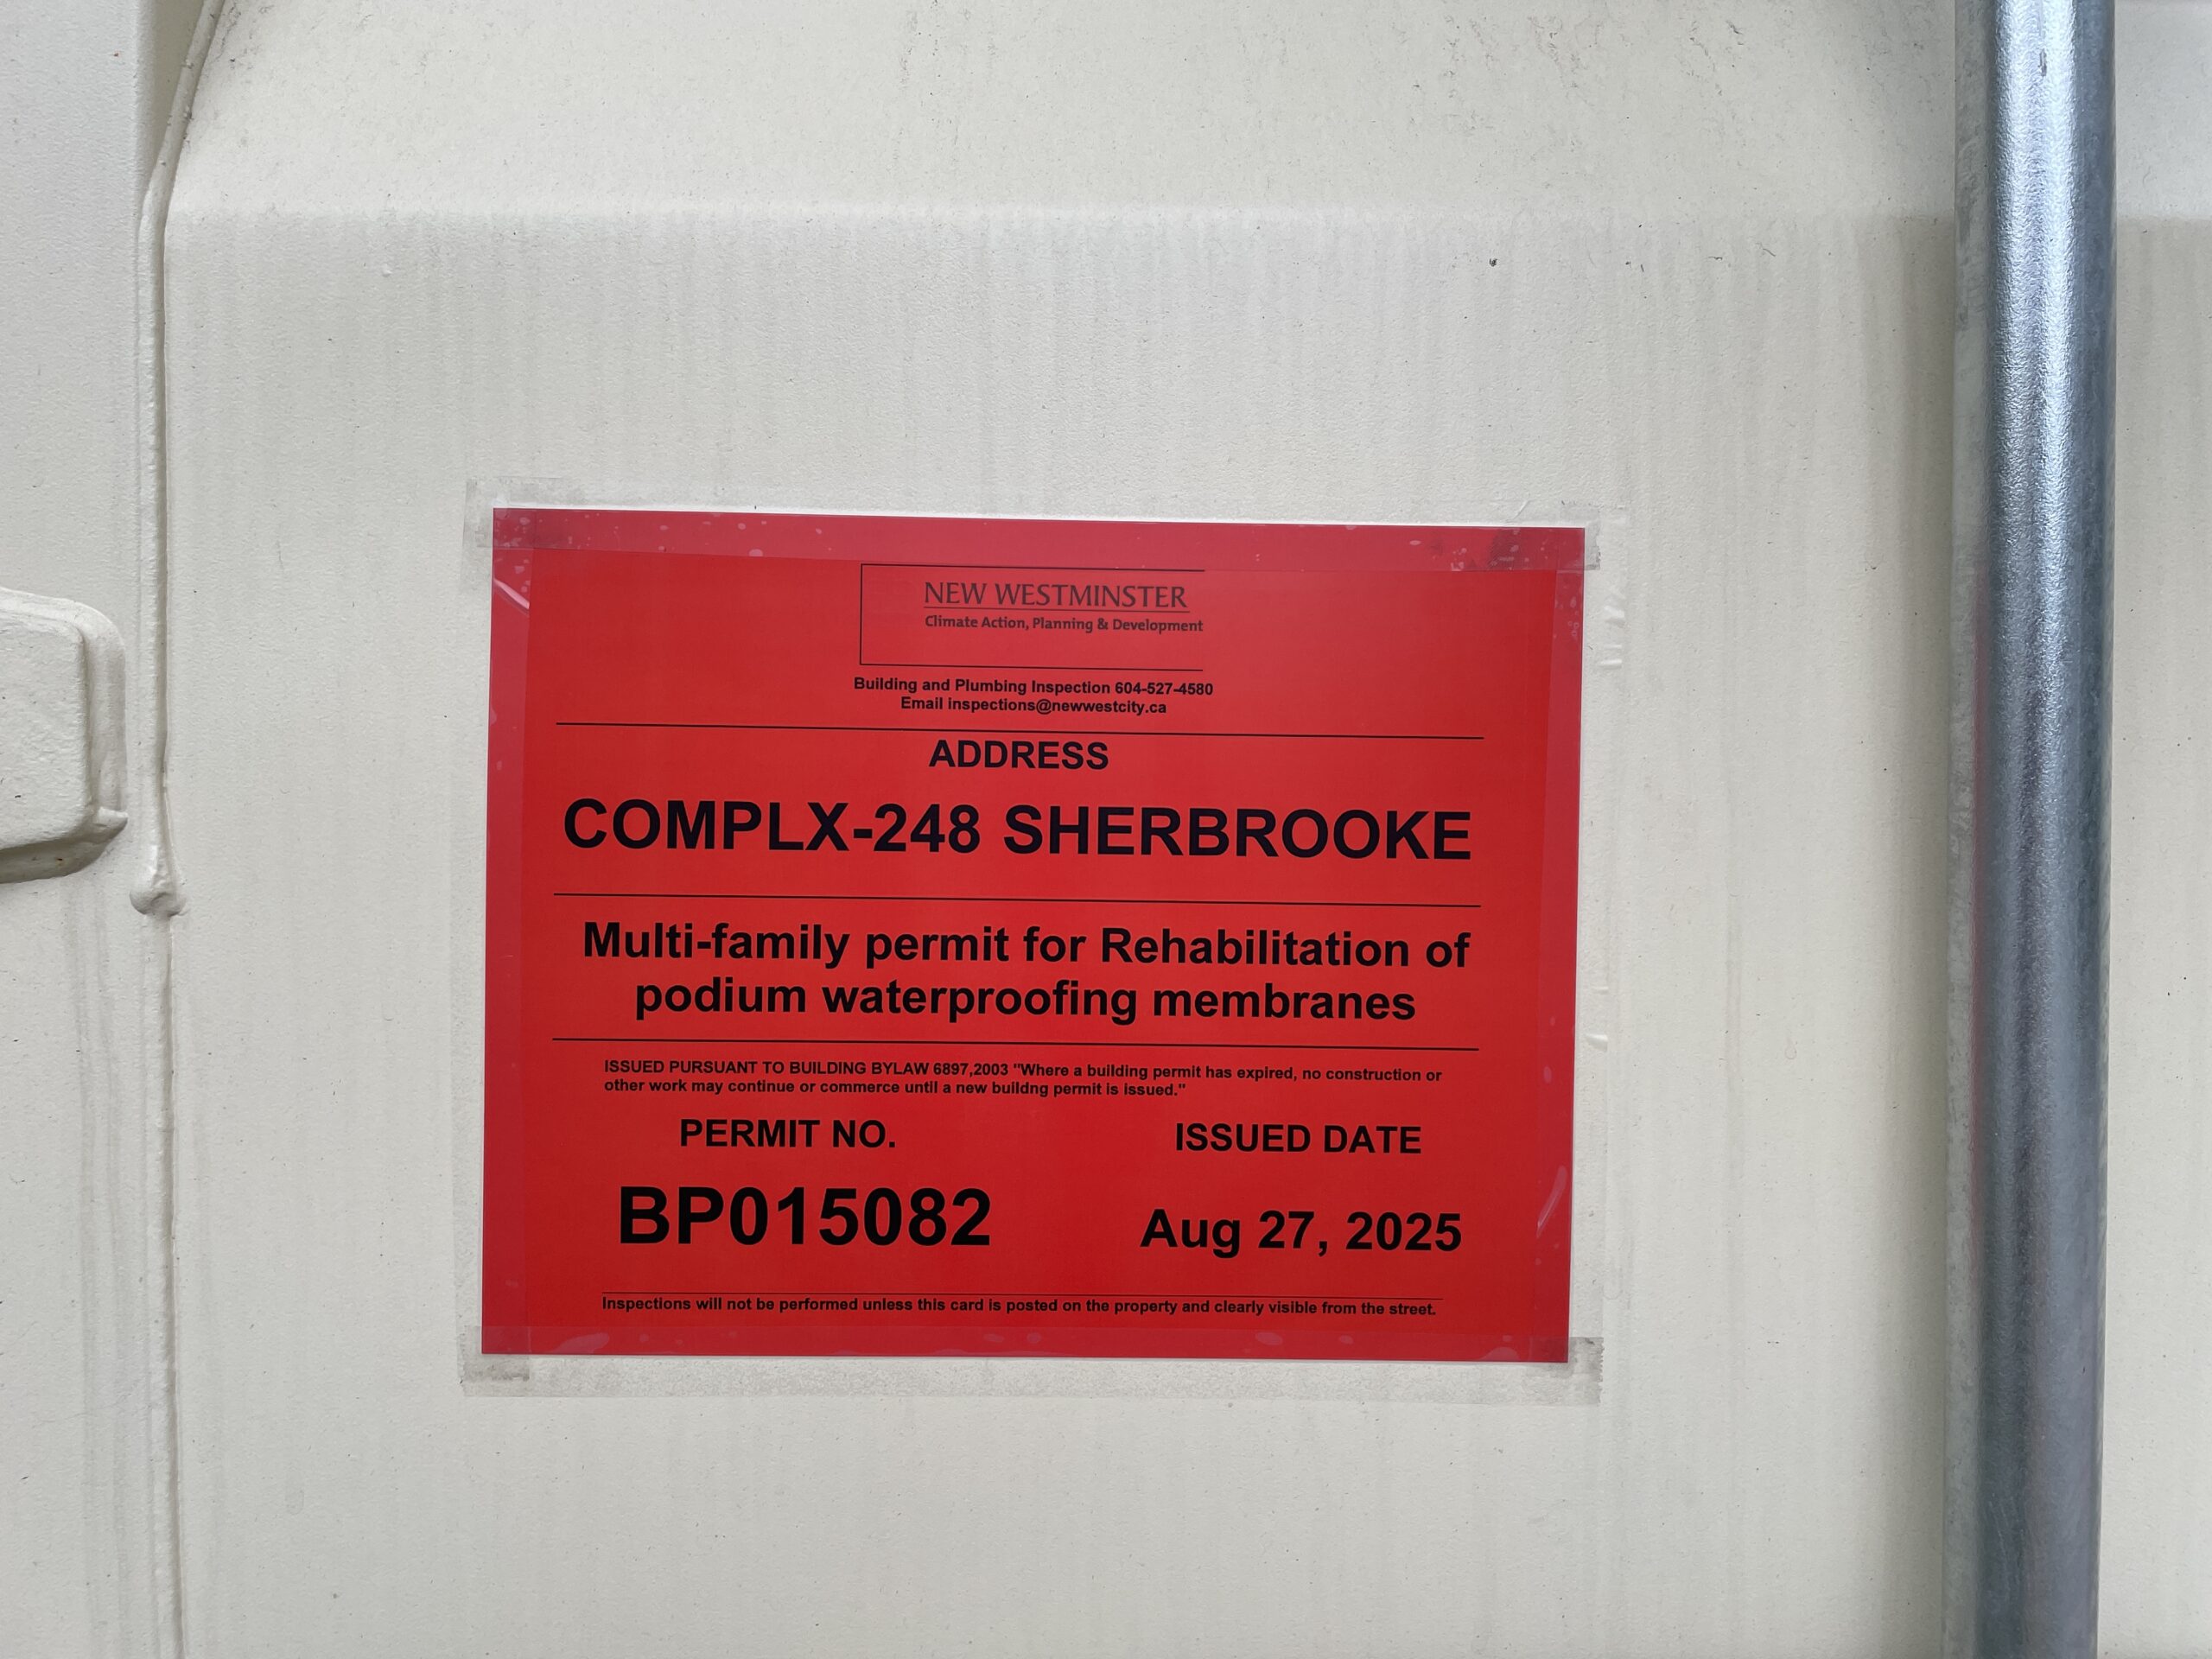 NEW WESTMINSTER
Climate Action, Planning & Development
Building and Plumbing Inspection 604-527-4580
Email inspections@newwestcity.ca
ADDRESS
COMPLX-248 SHERBROOKE
Multi-family permit for Rehabilitation of
podium waterproofing membranes
ISSUED PURSUANT TO BUILDING BYLAW 6897,2003 "Where a building permit has expired, no construction or
other work may continue or commerce until a new buildng permit is issued."
PERMIT NO. ISSUED DATE
BP015082 Aug 27, 2025
Inspections will not be performed unless this card is posted on the property and clearly visible from the street.